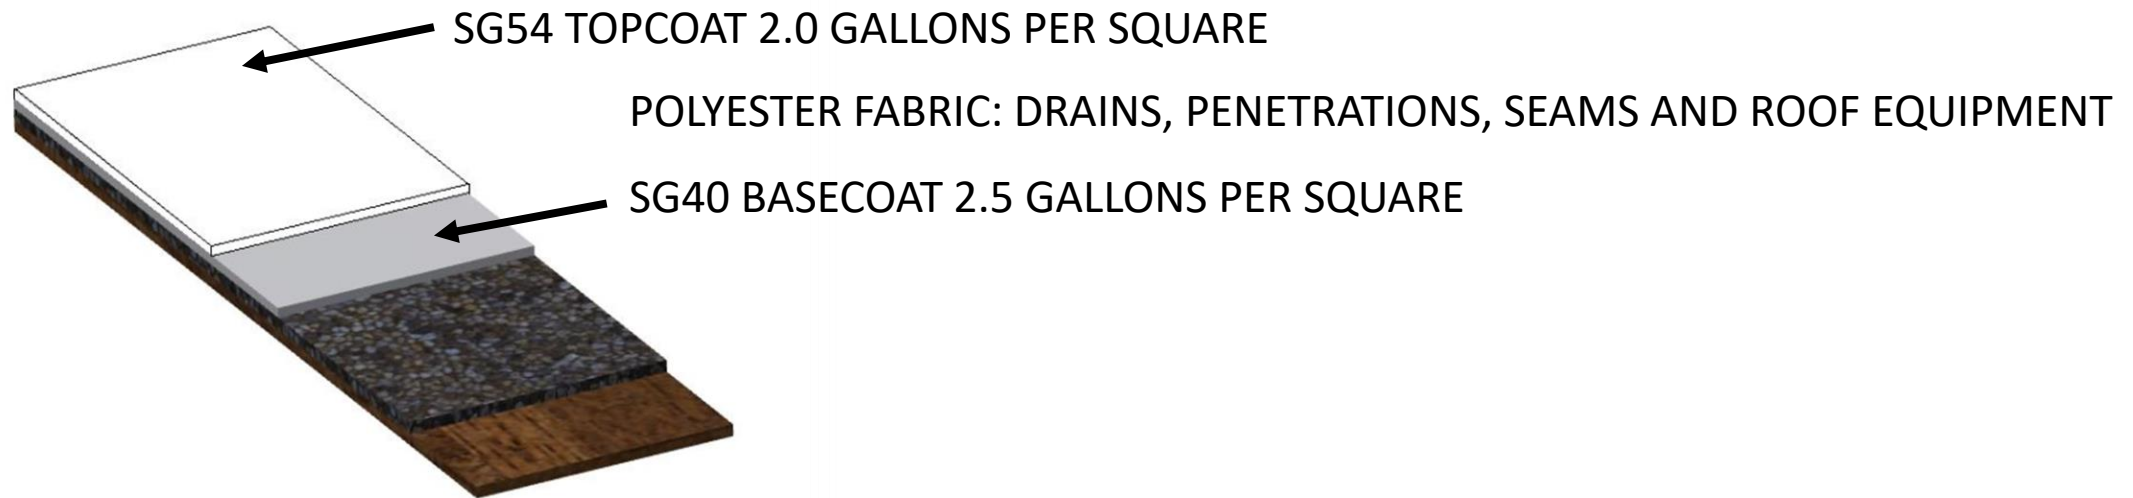 SG54 TOPCOAT 2.0 GALLONS PER SQUARE
POLYESTER FABRIC: DRAINS, PENETRATIONS, SEAMS AND ROOF EQUIPMENT
SG40 BASECOAT 2.5 GALLONS PER SQUARE